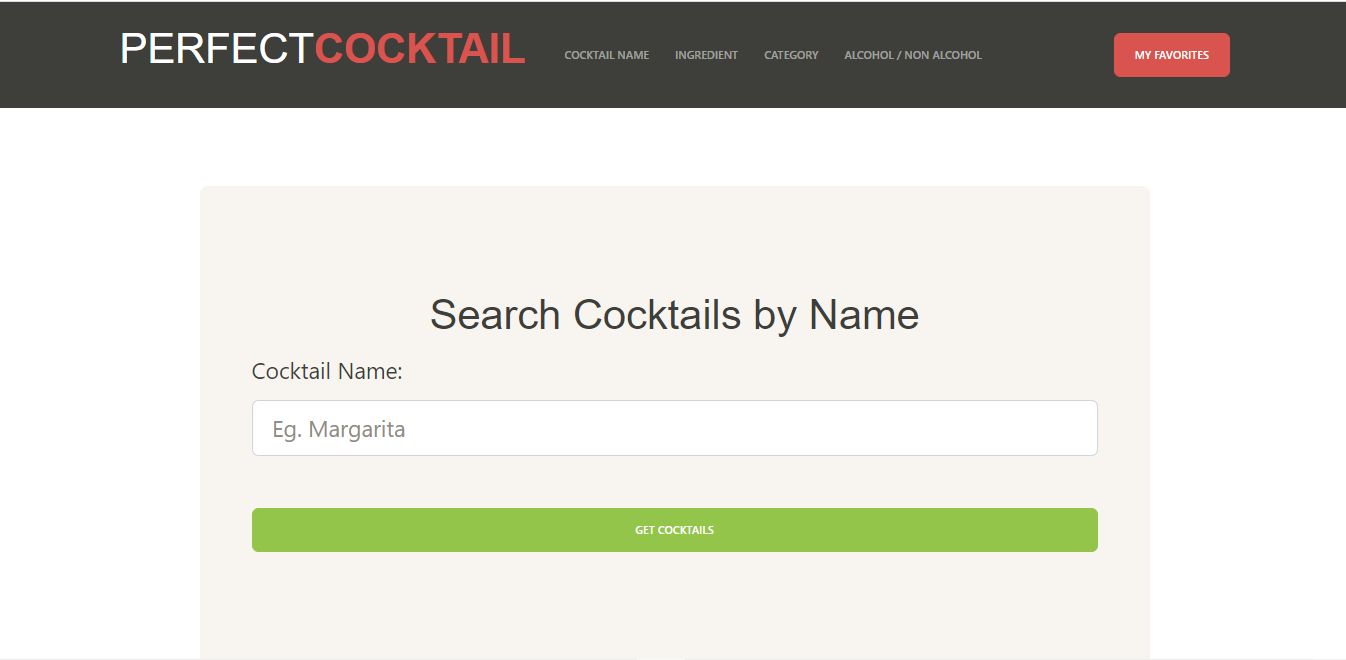 PERFECTCOCKTAIL
COCKTAIL NAME
INGREDIENT
CATEGORY
ALCOHOL / NON ALCOHOL
MY FAVORITES
Search Cocktails by Name
Cocktail Name:
Eg. Margarita
GET COCKTAILS